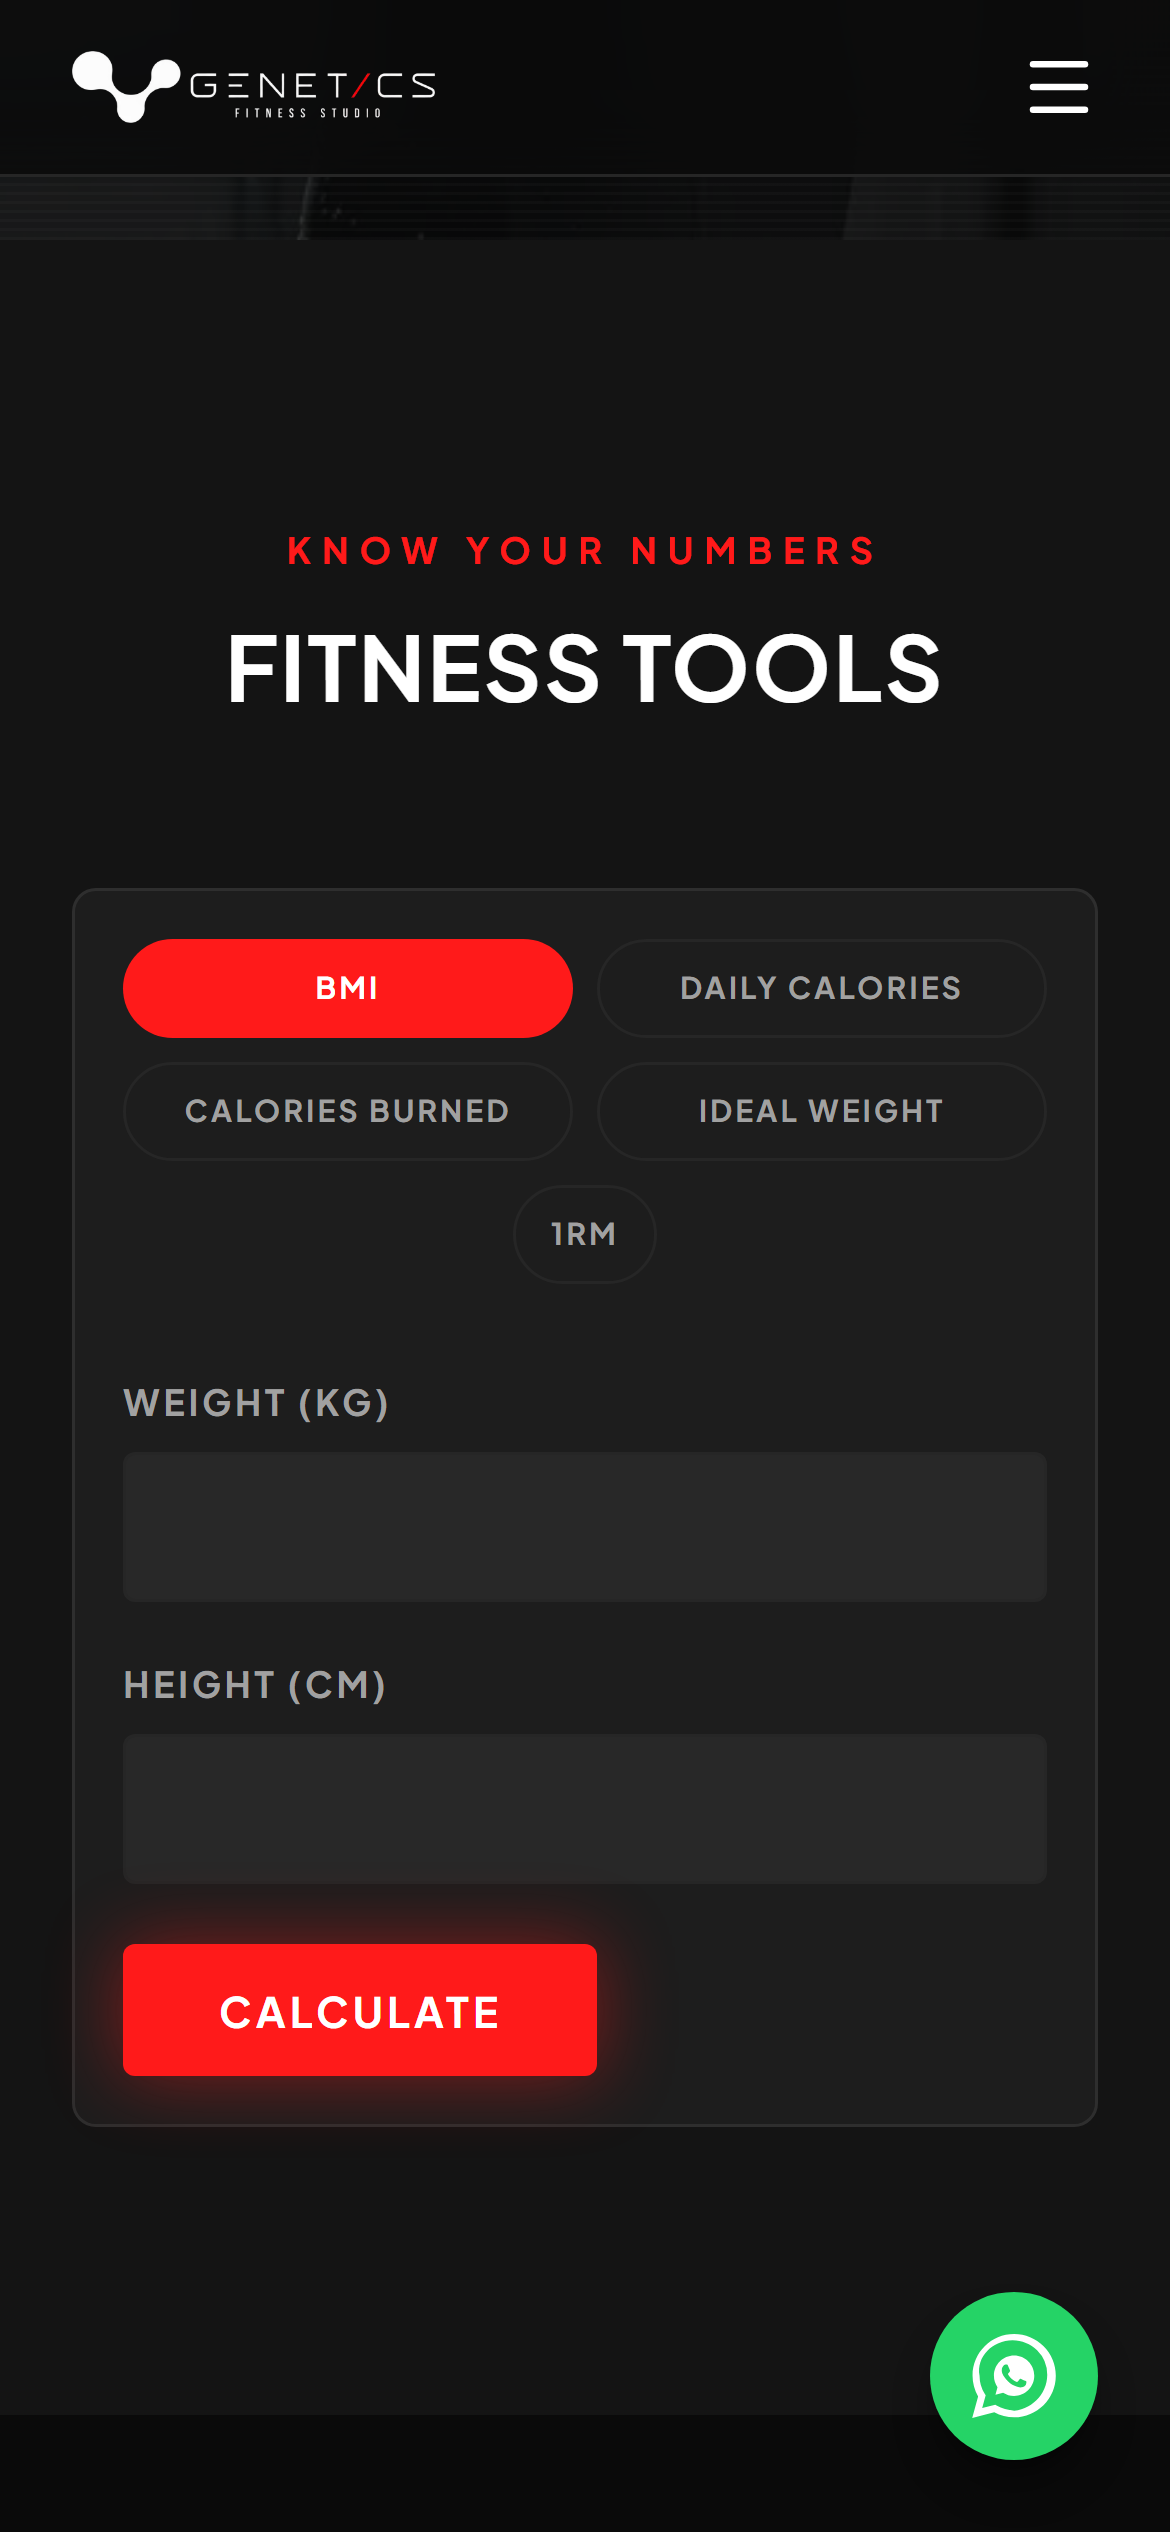 GENETICS
FITNESS STUDIO
KNOW YOUR NUMBERS
FITNESS TOOLS
BMI
DAILY CALORIES
CALORIES BURNED
IDEAL WEIGHT
1RM
WEIGHT (KG)
HEIGHT (CM)
CALCULATE